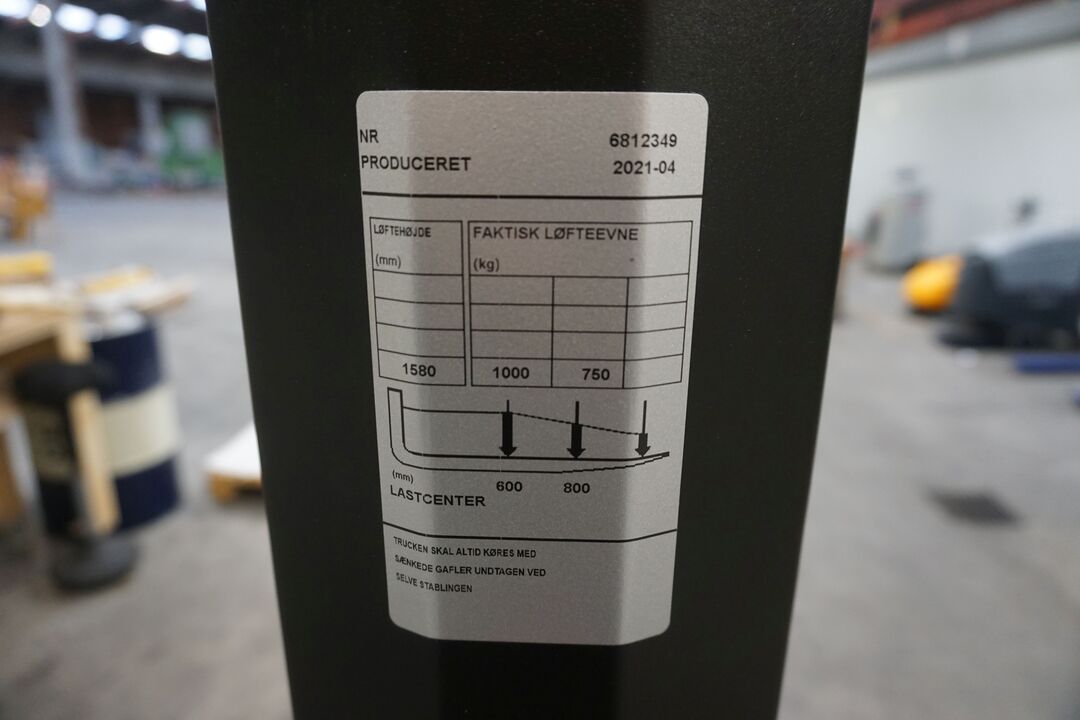 NR 6812349
PRODUCERET 2021-04
LØFTEHØJDE FAKTISK LØFTEEVNE
(mm) (kg)
1580 1000 750
(mm) 600 800
LASTCENTER
TRUCKEN SKAL ALTID KØRES MED
SÆNKEDE GAFLER UNDTAGEN VED
SELVE STABLINGEN